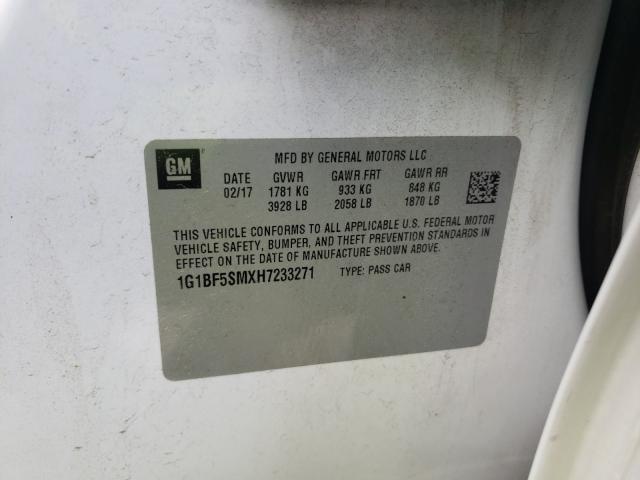 GM
MFD BY GENERAL MOTORS LLC
DATE GVWR GAWR FRT GAWR RR
02/17 1781 KG 933 KG 848 KG
3928 LB 2058 LB 1870 LB
THIS VEHICLE CONFORMS TO ALL APPLICABLE U.S. FEDERAL MOTOR
VEHICLE SAFETY, BUMPER, AND THEFT PREVENTION STANDARDS IN
EFFECT ON THE DATE OF MANUFACTURE SHOWN ABOVE.
1G1BF5SMXH7233271 TYPE: PASS CAR